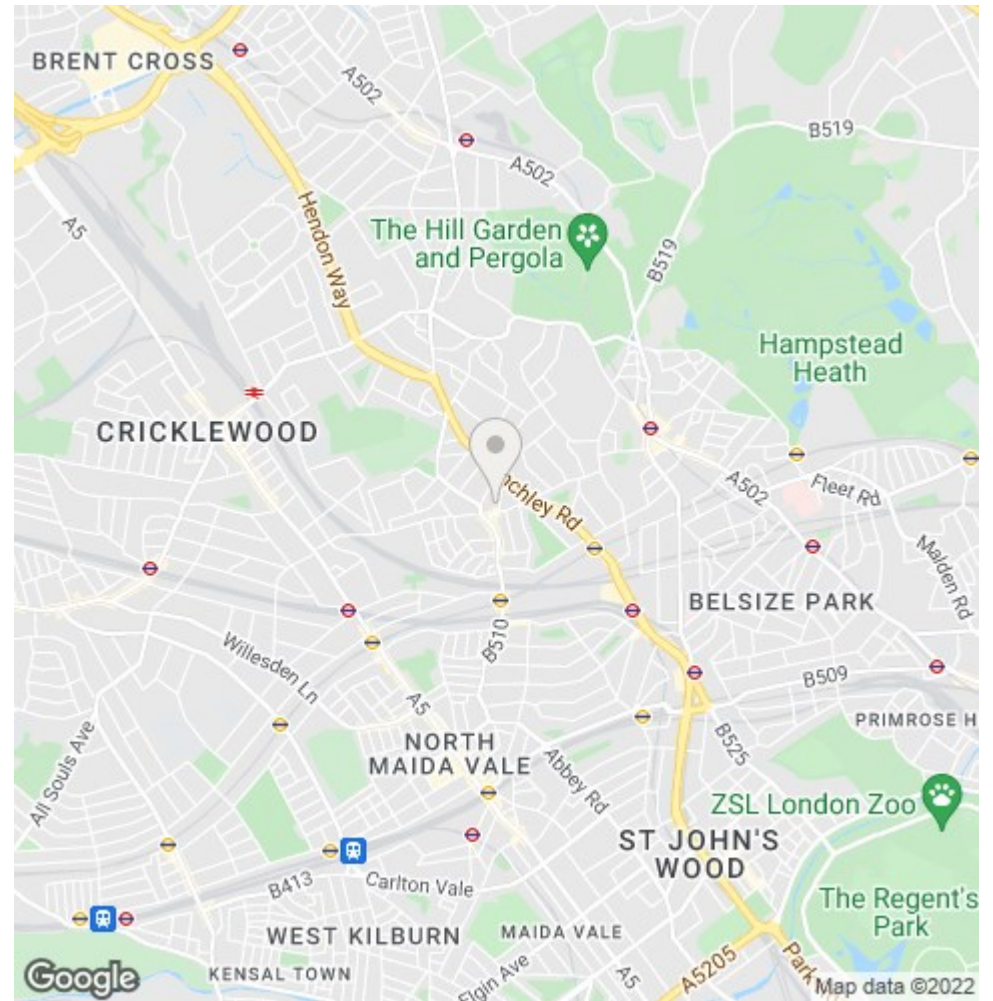 BRENT CROSS
A502
B519
A502
A5
Hendon Way
The Hill Garden
and Pergola
B519
Hampstead
Heath
CRICKLEWOOD
Finchley Rd
A502
Fleet Rd
Malden Rd
BELSIZE PARK
B510
Willesden Ln
A5
B509
PRIMROSE H
All Souls Ave
NORTH
MAIDA VALE
Abbey Rd
B525
ZSL London Zoo
ST JOHN'S
WOOD
B413
Carlton Vale
The Regent's
Park
WEST KILBURN
MAIDA VALE
KENSAL TOWN
Elgin Ave
A5
A5205
Park
Google
Map data ©2022